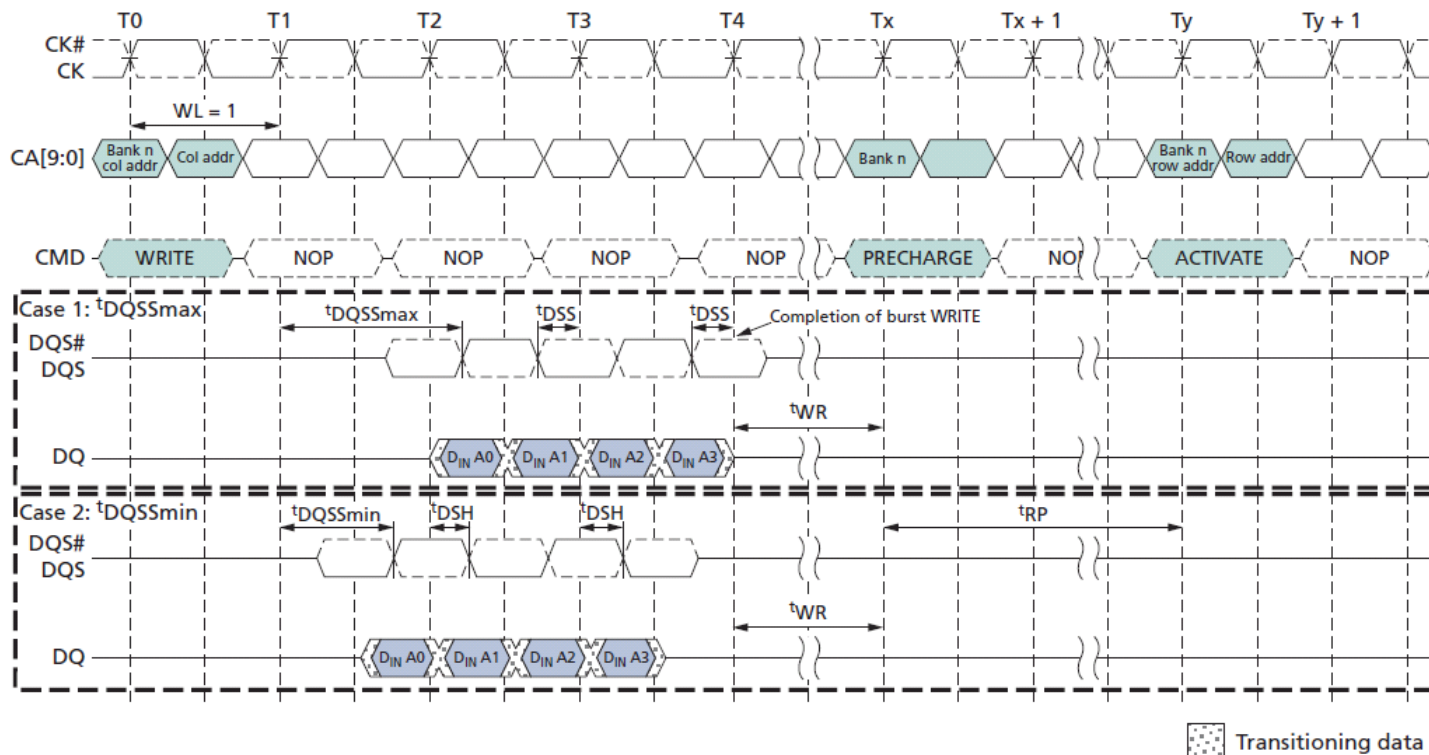 T0 T1 T2 T3 T4 Tx Tx + 1 Ty Ty + 1
CK#
CK
WL = 1
CA[9:0] Bank n col addr Col addr Bank n Bank n row addr Row addr
CMD WRITE NOP NOP NOP NOP PRECHARGE NOP ACTIVATE NOP
Case 1: tDQSSmax
tDQSSmax tDSS tDSS Completion of burst WRITE
DQS#
DQS
tWR
DQ DIN A0 DIN A1 DIN A2 DIN A3
Case 2: tDQSSmin
tDQSSmin tDSH tDSH tRP
DQS#
DQS
tWR
DQ DIN A0 DIN A1 DIN A2 DIN A3
Transitioning data